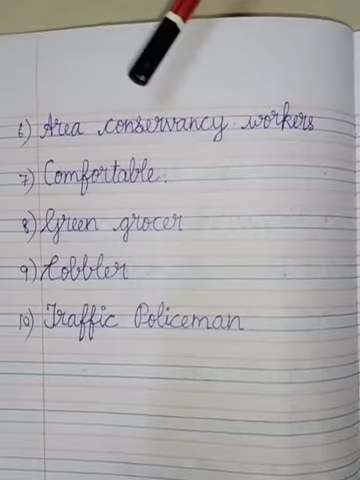 6) Area conservancy workers
7) Comfortable.
8) Green grocer
9) Cobbler
10) Traffic Policeman